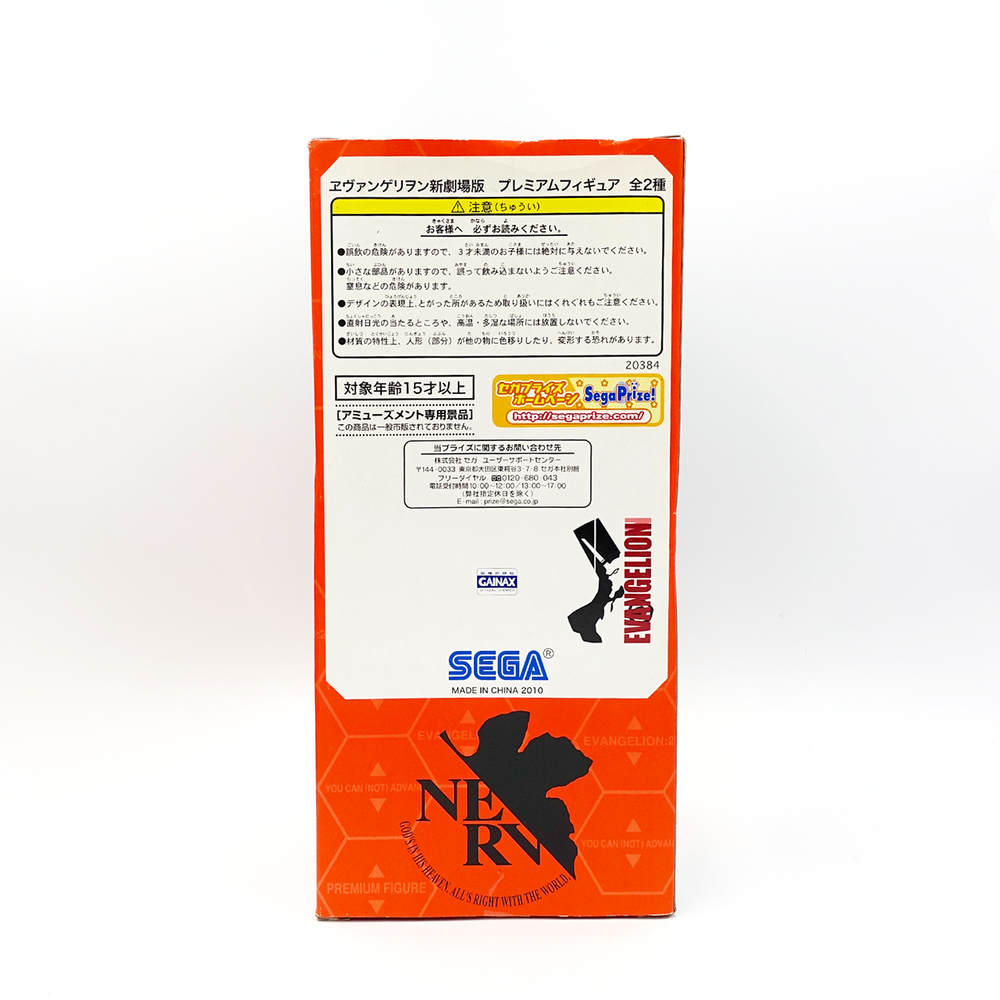 ヱヴァンゲリヲン新劇場版 プレミアムフィギュア 全2種
⚠ 注意(ちゅうい)
お客様へ 必ずお読みください。
●誤飲の危険がありますので、3才未満のお子様には絶対に与えないでください。
●小さな部品がありますので、誤って飲み込まないようご注意ください。
窒息などの危険があります。
●デザインの表現上、とがった所があるため取り扱いにはくれぐれもご注意ください。
●直射日光の当たるところや、高温・多湿な場所には放置しないでください。
●材質の特性上、人形(部分)が他の物に色移りしたり、変形する恐れがあります。
20384
対象年齢15才以上
[アミューズメント専用景品]
この商品は一般市販されておりません。
セガプライズ
ホームページ
SegaPrize!
http://segaprize.com/
当プライズに関するお問い合わせ先
株式会社 セガ ユーザーサポートセンター
〒144-0033 東京都大田区東糀谷3-7-8 セガ本社別館
フリーダイヤル 0120-680-043
電話受付時間 10:00~12:00/13:00~17:00
(弊社指定休日を除く)
E-mail : prize@sega.co.jp
EVANGELION
GAINAX
SEGA®
MADE IN CHINA 2010
EVANGEL
EVANGELION:2
YOU CAN (NOT) ADVAN
YOU CAN (NOT) ADVAN
NERV
GOD'S IN HIS HEAVEN, ALL'S RIGHT WITH THE WORLD.
PREMIUM FIGURE